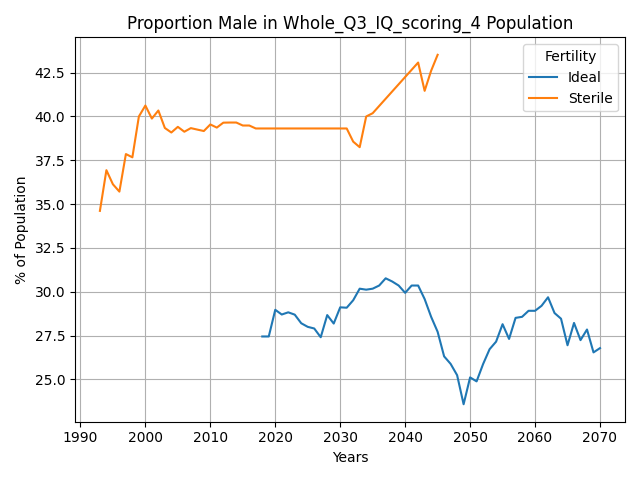 Proportion Male in Whole_Q3_IQ_scoring_4 Population
Fertility
Ideal
Sterile
% of Population
42.5
40.0
37.5
35.0
32.5
30.0
27.5
25.0
1990 2000 2010 2020 2030 2040 2050 2060 2070
Years